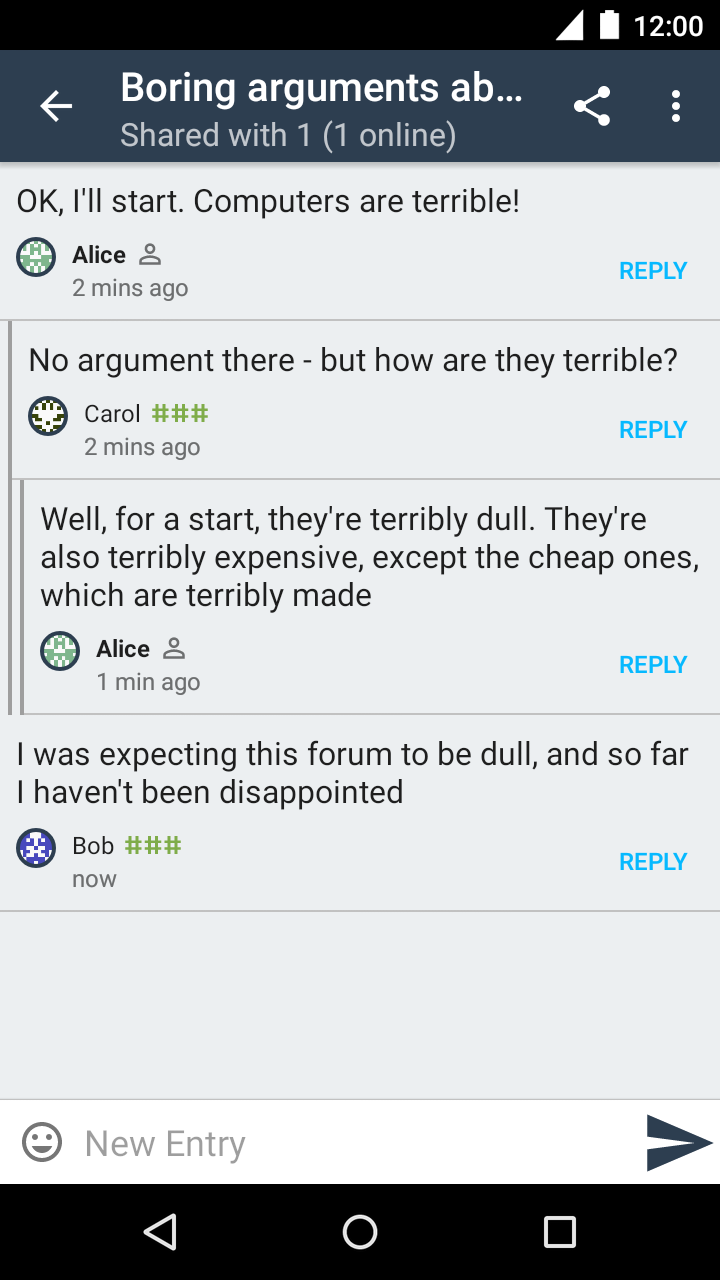 12:00
Boring arguments ab...
Shared with 1 (1 online)
OK, I'll start. Computers are terrible!
Alice
2 mins ago
REPLY
No argument there - but how are they terrible?
Carol ###
2 mins ago
REPLY
Well, for a start, they're terribly dull. They're
also terribly expensive, except the cheap ones,
which are terribly made
Alice
1 min ago
REPLY
I was expecting this forum to be dull, and so far
I haven't been disappointed
Bob ###
now
REPLY
New Entry